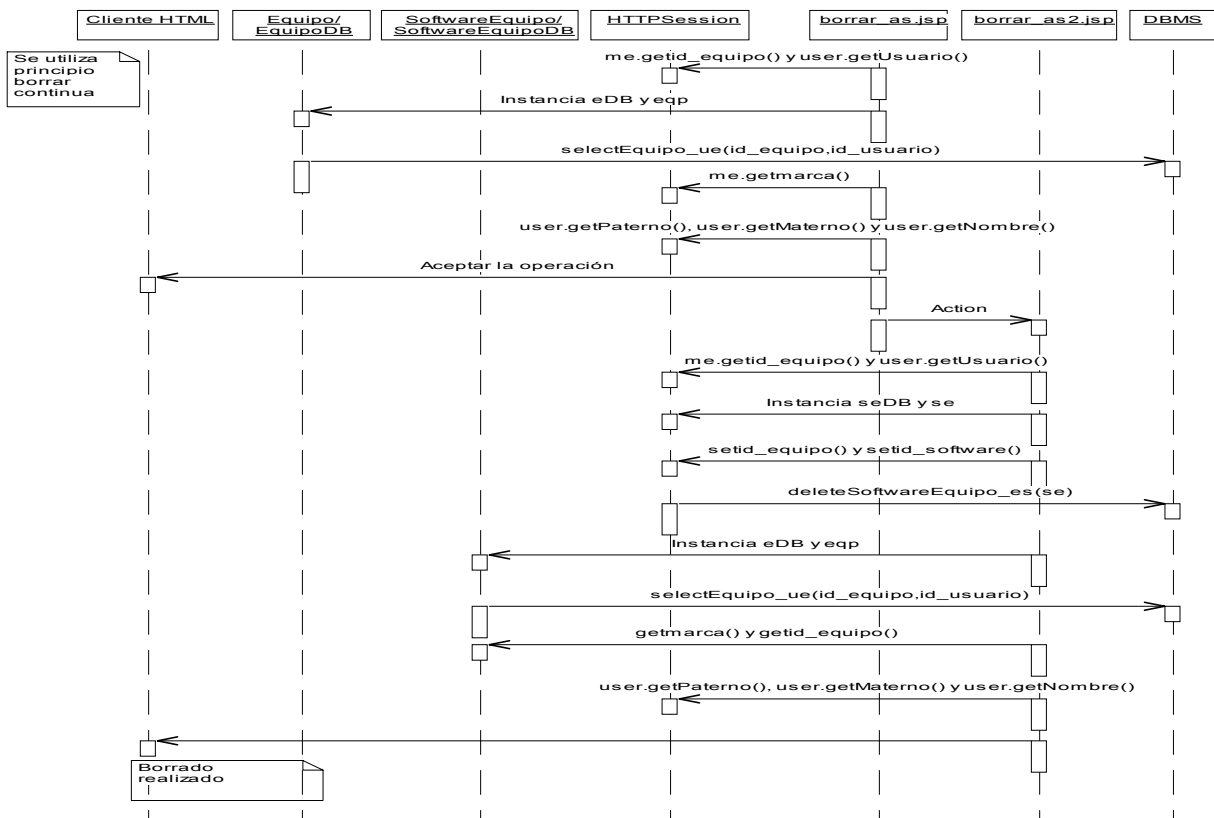 Cliente HTML
Equipo/
EquipoDB
SoftwareEquipo/
SoftwareEquipoDB
HTTPSession
borrar_as.jsp
borrar_as2.jsp
DBMS
Se utiliza
principio
borrar
continua
me.getid_equipo() y user.getUsuario()
Instancia eDB y eqp
selectEquipo_ue(id_equipo,id_usuario)
me.getmarca()
user.getPaterno(), user.getMaterno() y user.getNombre()
Aceptar la operación
Action
me.getid_equipo() y user.getUsuario()
Instancia seDB y se
setid_equipo() y setid_software()
deleteSoftwareEquipo_es(se)
Instancia eDB y eqp
selectEquipo_ue(id_equipo,id_usuario)
getmarca() y getid_equipo()
user.getPaterno(), user.getMaterno() y user.getNombre()
Borrado
realizado